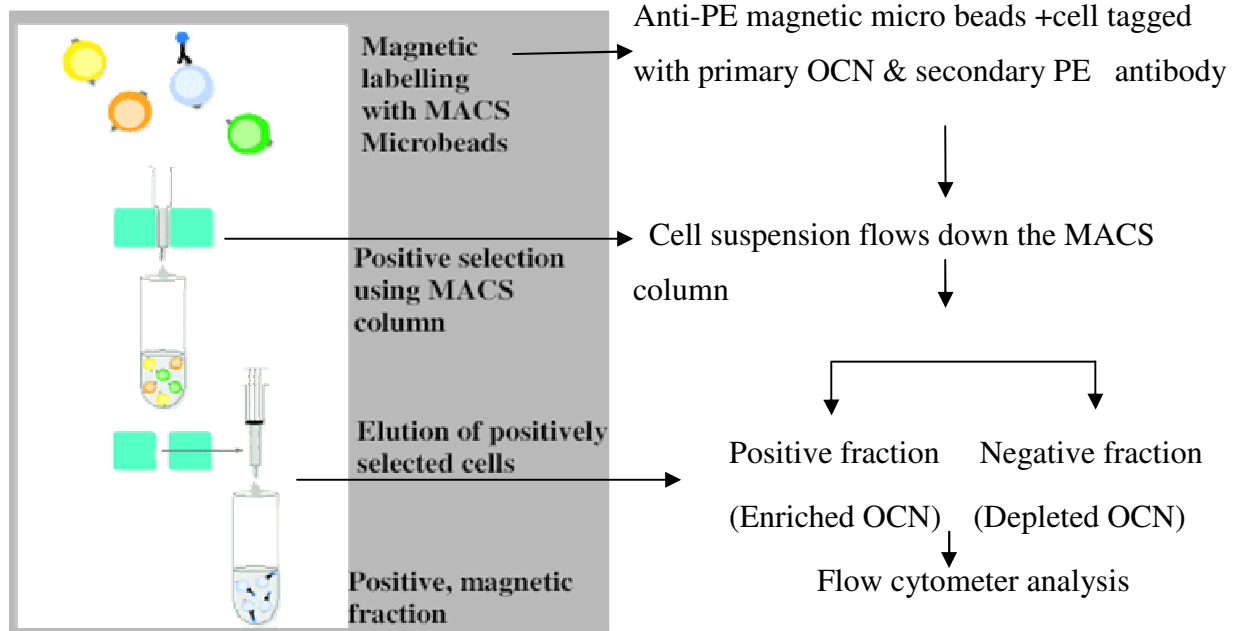 Magnetic
labelling
with MACS
Microbeads
Anti-PE magnetic micro beads +cell tagged
with primary OCN & secondary PE antibody
Positive selection
using MACS
column
Cell suspension flows down the MACS
column
Elution of positively
selected cells
Positive fraction
(Enriched OCN)
Negative fraction
(Depleted OCN)
Positive, magnetic
fraction
Flow cytometer analysis